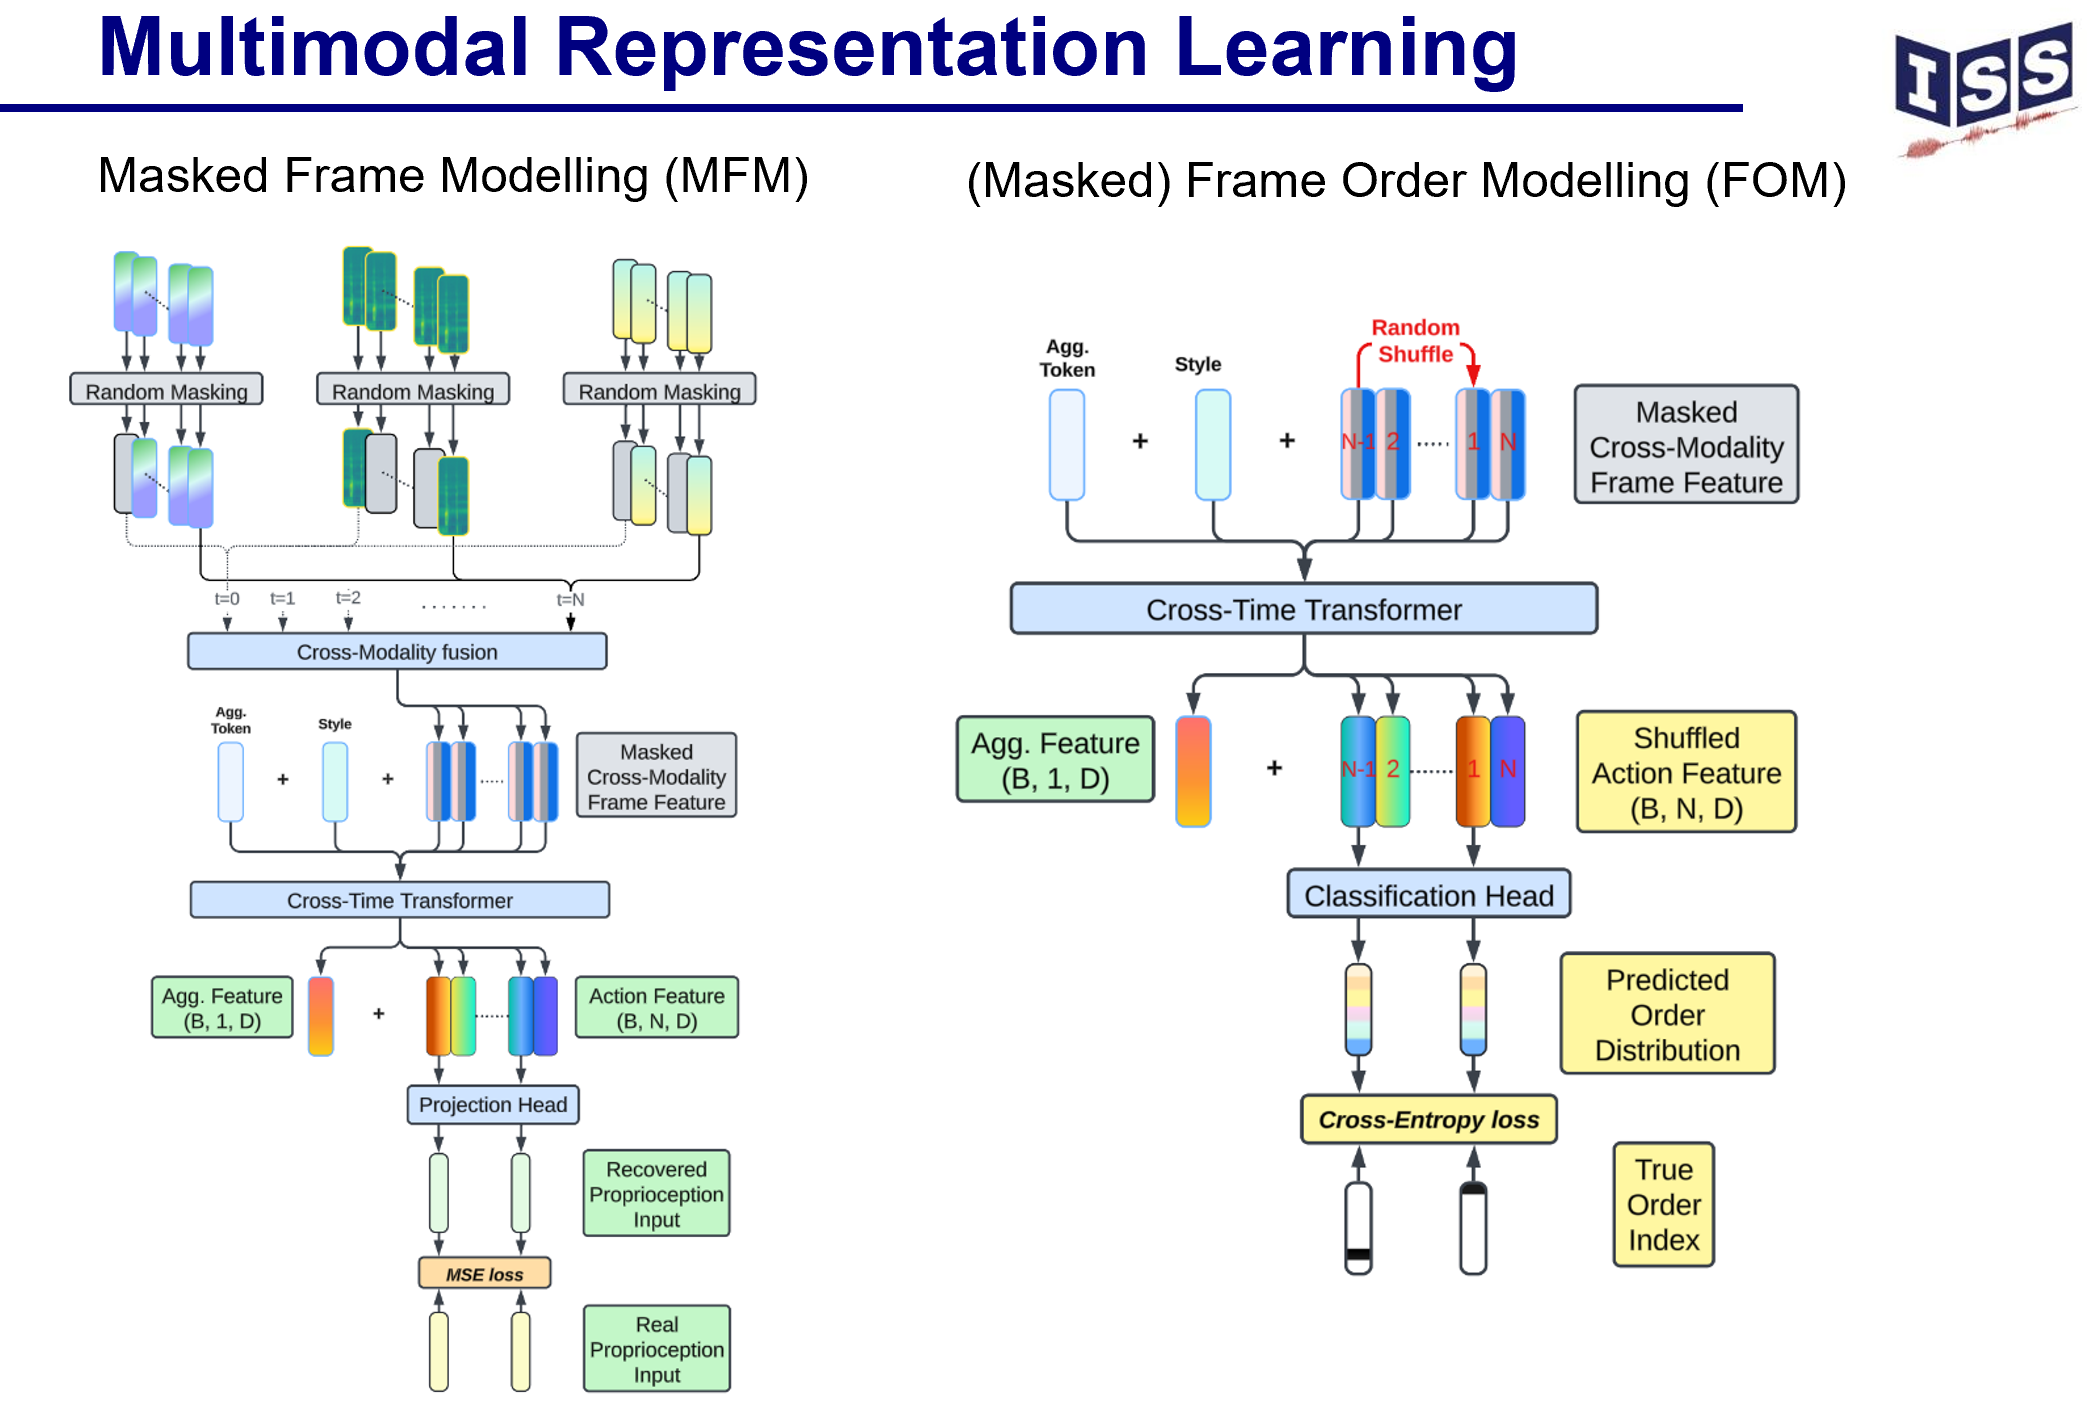 Multimodal Representation Learning
ISS
Masked Frame Modelling (MFM)
Random Masking
Random Masking
Random Masking
t=0
t=1
t=2
.......
t=N
Cross-Modality fusion
Agg.
Token
Style
+
+
.....
Masked
Cross-Modality
Frame Feature
Cross-Time Transformer
Agg. Feature
(B, 1, D)
+
Action Feature
(B, N, D)
Projection Head
Recovered
Proprioception
Input
MSE loss
Real
Proprioception
Input
(Masked) Frame Order Modelling (FOM)
Random
Shuffle
Agg.
Token
Style
+
+
N-1
2
.....
1
N
Masked
Cross-Modality
Frame Feature
Cross-Time Transformer
Agg. Feature
(B, 1, D)
+
N-1
2
1
N
Shuffled
Action Feature
(B, N, D)
Classification Head
Predicted
Order
Distribution
Cross-Entropy loss
True
Order
Index